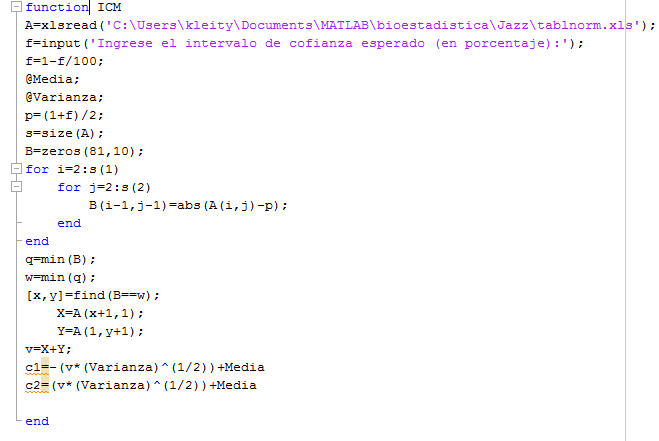 function ICM
A=xlsread('C:\Users\kleity\Documents\MATLAB\bioestadistica\Jazz\tablnorm.xls');
f=input('Ingrese el intervalo de cofianza esperado (en porcentaje):');
f=1-f/100;
@Media;
@Varianza;
p=(1+f)/2;
s=size(A);
B=zeros(81,10);
for i=2:s(1)
    for j=2:s(2)
        B(i-1,j-1)=abs(A(i,j)-p);
    end
end
q=min(B);
w=min(q);
[x,y]=find(B==w);
    X=A(x+1,1);
    Y=A(1,y+1);
v=X+Y;
c1=-(v*(Varianza)^(1/2))+Media
c2=(v*(Varianza)^(1/2))+Media
end